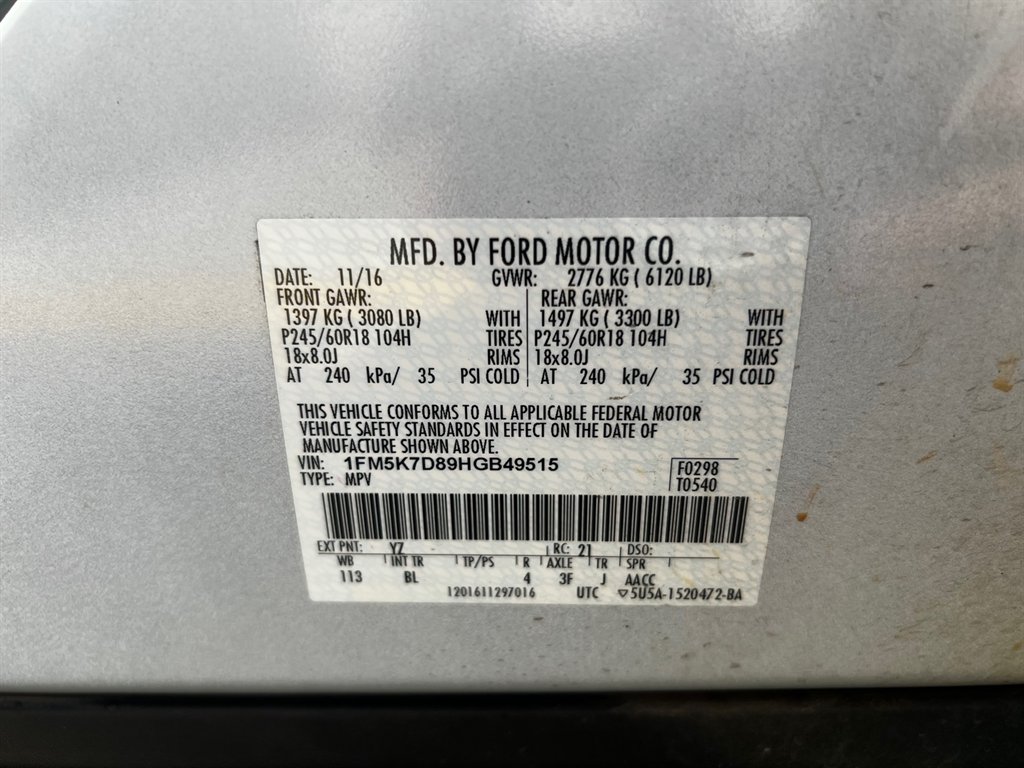 MFD. BY FORD MOTOR CO.
DATE: 11/16 GVWR: 2776 KG ( 6120 LB)
FRONT GAWR: REAR GAWR:
1397 KG ( 3080 LB) WITH 1497 KG ( 3300 LB) WITH
P245/60R18 104H TIRES P245/60R18 104H TIRES
18x8.0J RIMS 18x8.0J RIMS
AT 240 kPa/ 35 PSI COLD AT 240 kPa/ 35 PSI COLD
THIS VEHICLE CONFORMS TO ALL APPLICABLE FEDERAL MOTOR
VEHICLE SAFETY STANDARDS IN EFFECT ON THE DATE OF
MANUFACTURE SHOWN ABOVE.
VIN: 1FM5K7D89HGB49515 F0298
TYPE: MPV T0540
EXT PNT: YZ RC: 21 DSO:
WB INT TR TP/PS R AXLE TR SPR
113 BL 4 3F J AACC
1201611297016 UTC ▽5U5A-1520472-BA